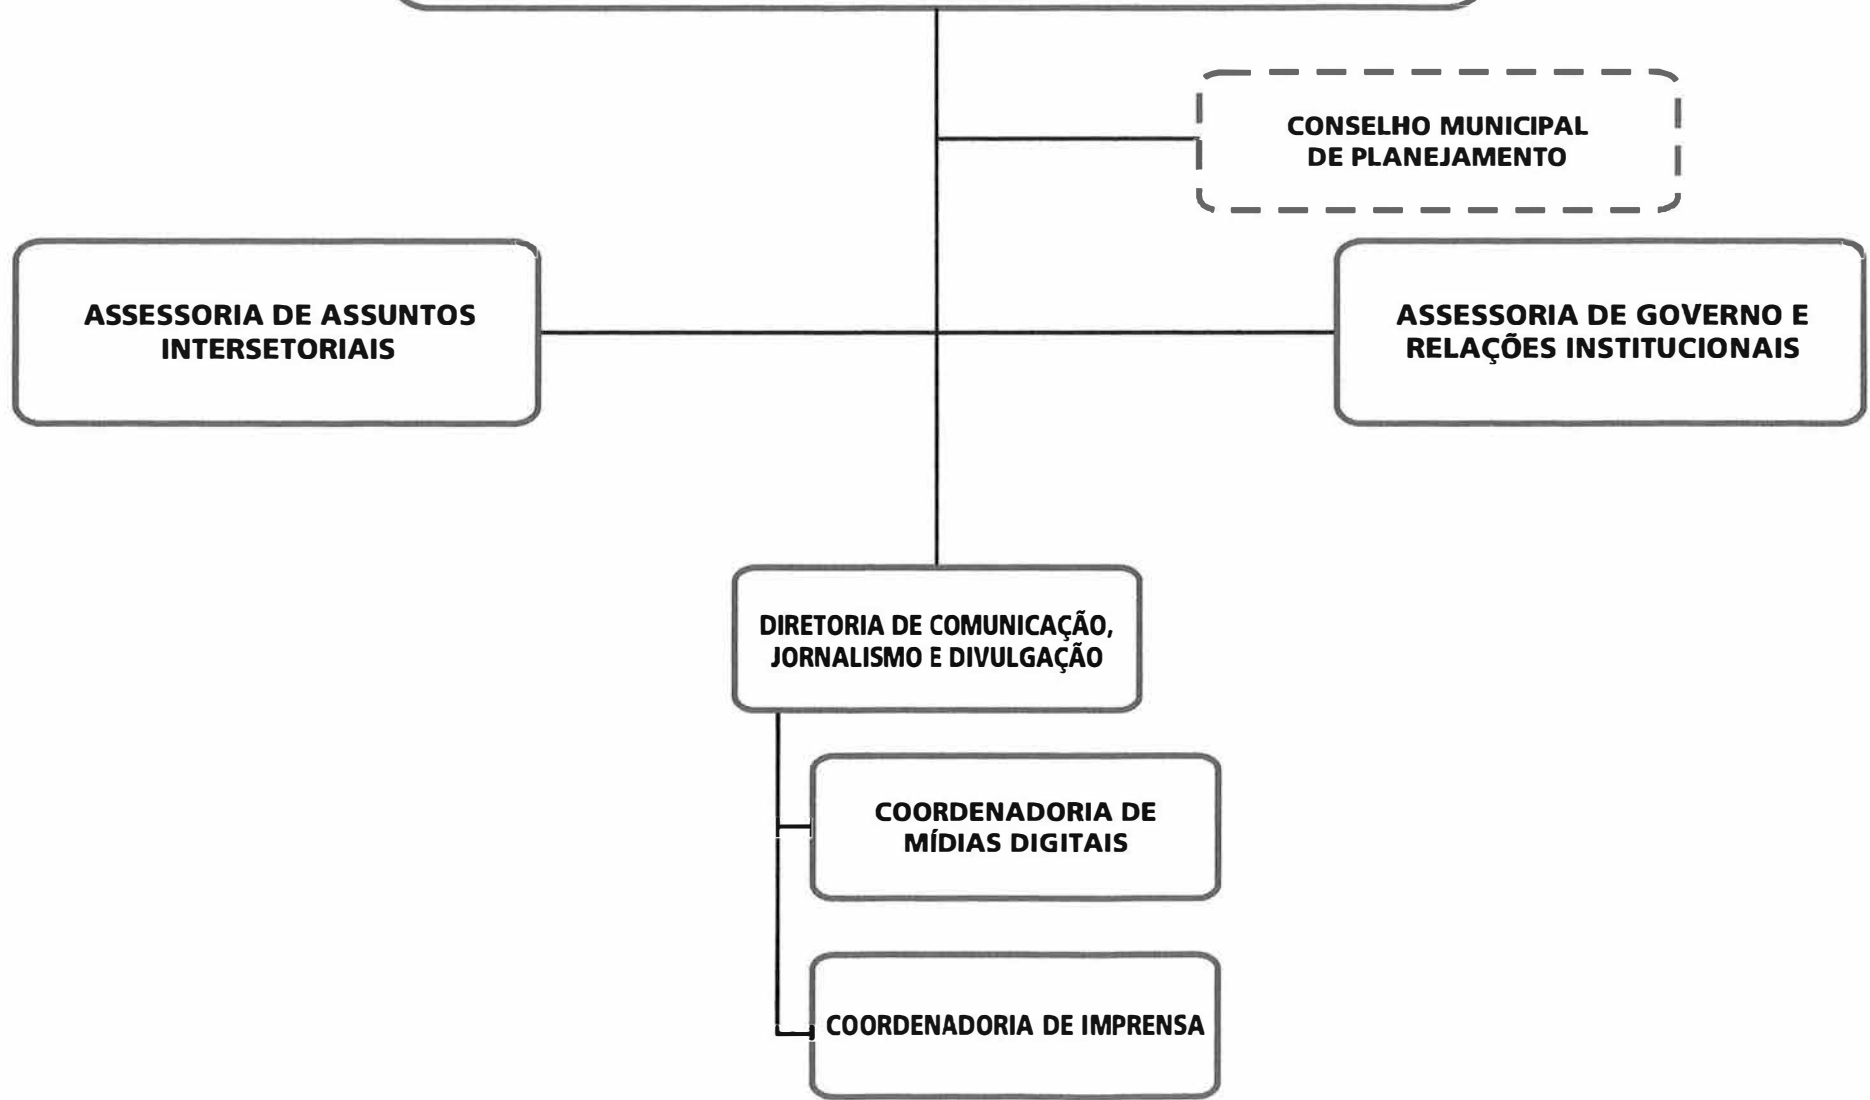 CONSELHO MUNICIPAL
DE PLANEJAMENTO
ASSESSORIA DE ASSUNTOS
INTERSETORIAIS
ASSESSORIA DE GOVERNO E
RELAÇÕES INSTITUCIONAIS
DIRETORIA DE COMUNICAÇÃO,
JORNALISMO E DIVULGAÇÃO
COORDENADORIA DE
MÍDIAS DIGITAIS
COORDENADORIA DE IMPRENSA